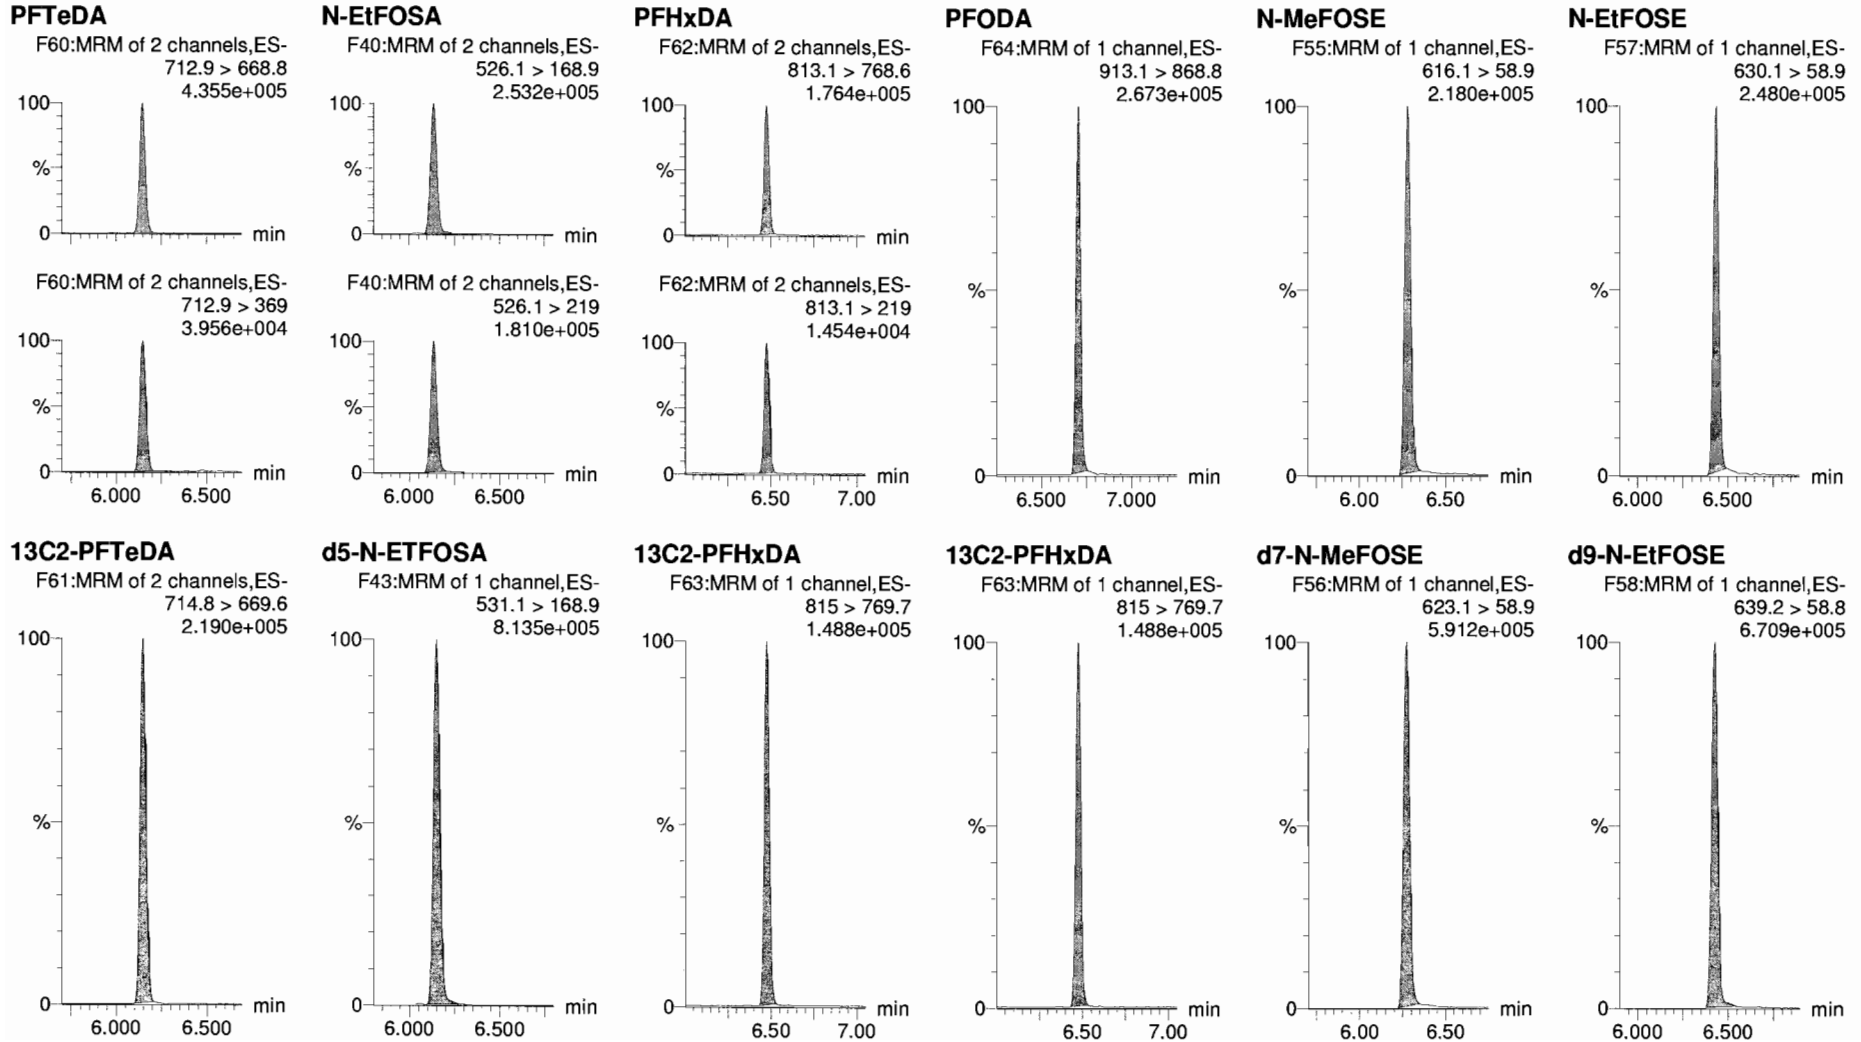 PFTeDA
F60:MRM of 2 channels,ES-
712.9 > 668.8
4.355e+005
100
%
0
min
F60:MRM of 2 channels,ES-
712.9 > 369
3.956e+004
100
%
0
min
6.000 6.500
N-EtFOSA
F40:MRM of 2 channels,ES-
526.1 > 168.9
2.532e+005
100
%
0
min
F40:MRM of 2 channels,ES-
526.1 > 219
1.810e+005
100
%
0
min
6.000 6.500
PFHxDA
F62:MRM of 2 channels,ES-
813.1 > 768.6
1.764e+005
100
%
0
min
F62:MRM of 2 channels,ES-
813.1 > 219
1.454e+004
100
%
0
min
6.50 7.00
PFODA
F64:MRM of 1 channel,ES-
913.1 > 868.8
2.673e+005
100
%
0
min
6.500 7.000
N-MeFOSE
F55:MRM of 1 channel,ES-
616.1 > 58.9
2.180e+005
100
%
0
min
6.00 6.50
N-EtFOSE
F57:MRM of 1 channel,ES-
630.1 > 58.9
2.480e+005
100
%
0
min
6.000 6.500
13C2-PFTeDA
F61:MRM of 2 channels,ES-
714.8 > 669.6
2.190e+005
100
%
0
min
6.000 6.500
d5-N-ETFOSA
F43:MRM of 1 channel,ES-
531.1 > 168.9
8.135e+005
100
%
0
min
6.000 6.500
13C2-PFHxDA
F63:MRM of 1 channel,ES-
815 > 769.7
1.488e+005
100
%
0
min
6.50 7.00
13C2-PFHxDA
F63:MRM of 1 channel,ES-
815 > 769.7
1.488e+005
100
%
0
min
6.50 7.00
d7-N-MeFOSE
F56:MRM of 1 channel,ES-
623.1 > 58.9
5.912e+005
100
%
0
min
6.00 6.50
d9-N-EtFOSE
F58:MRM of 1 channel,ES-
639.2 > 58.8
6.709e+005
100
%
0
min
6.000 6.500